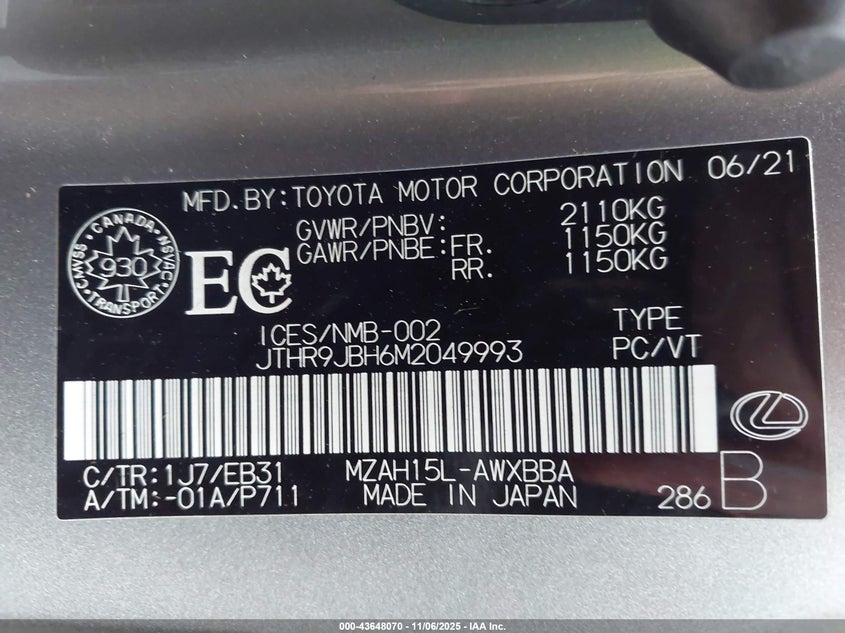 MFD.BY:TOYOTA MOTOR CORPORATION 06/21
GVWR/PNBV: 2110KG
GAWR/PNBE:FR. 1150KG
RR. 1150KG
CMVSS · CANADA · NSVAC · TRANSPORT
930
EC
ICES/NMB-002
TYPE
JTHR9JBH6M2049993
PC/VT
C/TR:1J7/EB31 MZAH15L-AWXBBA
A/TM:-01A/P711 MADE IN JAPAN 286 B
000-43648070 - 11/06/2025 - IAA Inc.